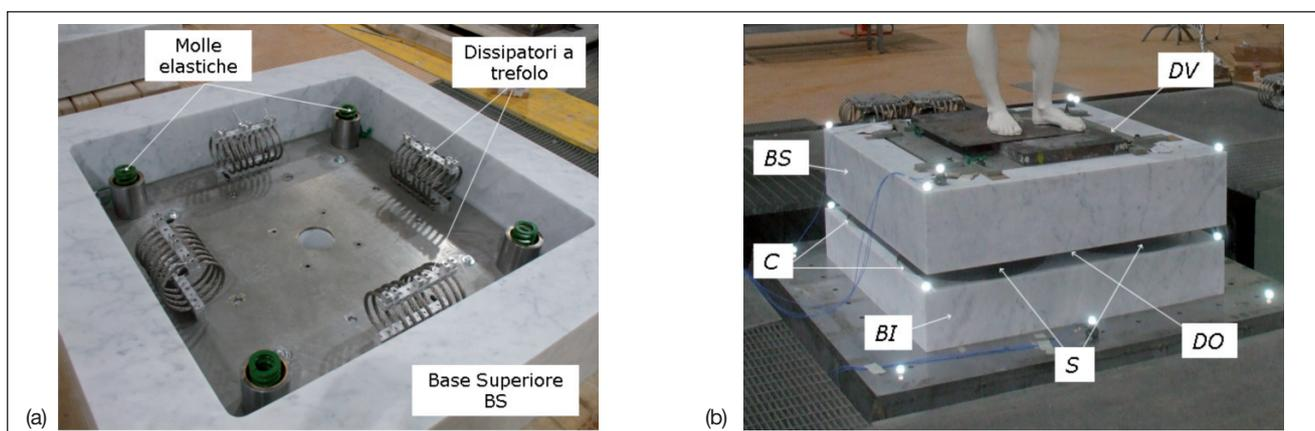 Molle
elastiche
Dissipatori a
trefolo
Base Superiore
BS
(a)
DV
BS
C
BI
S
DO
(b)